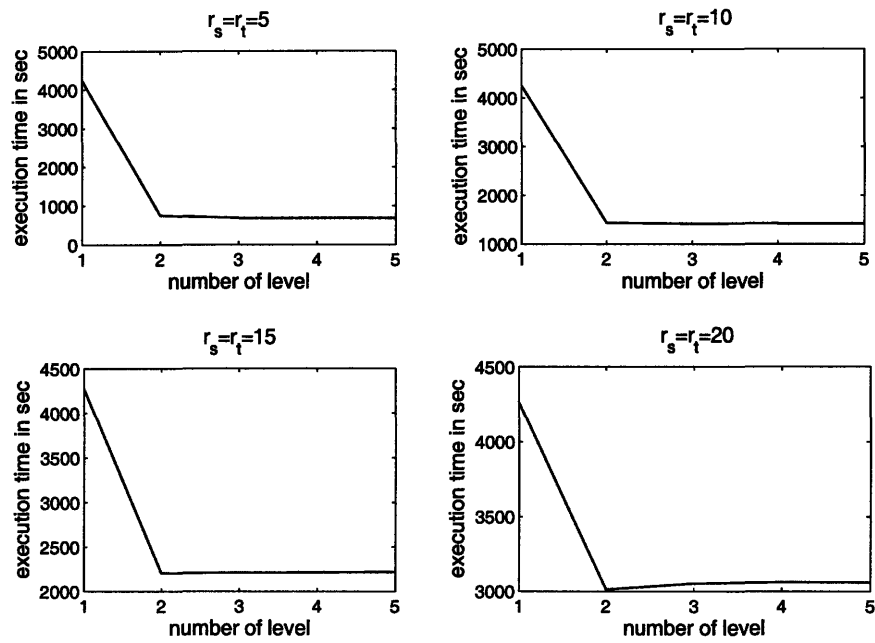 r_s=r_t=5
execution time in sec
5000
4000
3000
2000
1000
0
1 2 3 4 5
number of level
r_s=r_t=10
execution time in sec
5000
4000
3000
2000
1000
1 2 3 4 5
number of level
r_s=r_t=15
execution time in sec
4500
4000
3500
3000
2500
2000
1 2 3 4 5
number of level
r_s=r_t=20
execution time in sec
4500
4000
3500
3000
1 2 3 4 5
number of level